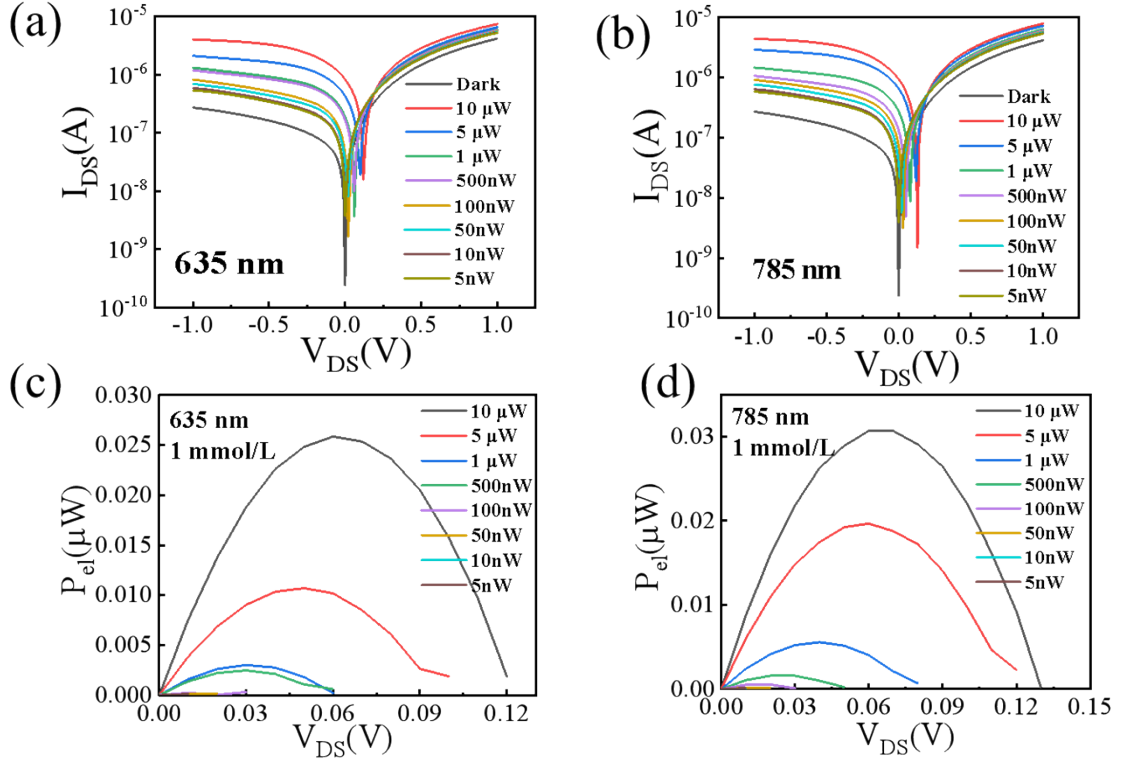 (a)
10⁻⁵
10⁻⁶
10⁻⁷
10⁻⁸
10⁻⁹
10⁻¹⁰
I_DS(A)
Dark
10 μW
5 μW
1 μW
500nW
100nW
50nW
10nW
5nW
635 nm
-1.0 -0.5 0.0 0.5 1.0
V_DS(V)
(b)
10⁻⁵
10⁻⁶
10⁻⁷
10⁻⁸
10⁻⁹
10⁻¹⁰
I_DS(A)
Dark
10 μW
5 μW
1 μW
500nW
100nW
50nW
10nW
5nW
785 nm
-1.0 -0.5 0.0 0.5 1.0
V_DS(V)
(c)
0.030
0.025
0.020
0.015
0.010
0.005
0.000
P_el(μW)
635 nm
1 mmol/L
10 μW
5 μW
1 μW
500nW
100nW
50nW
10nW
5nW
0.00 0.03 0.06 0.09 0.12
V_DS(V)
(d)
0.03
0.02
0.01
0.00
P_el(μW)
785 nm
1 mmol/L
10 μW
5 μW
1 μW
500nW
100nW
50nW
10nW
5nW
0.00 0.03 0.06 0.09 0.12 0.15
V_DS(V)